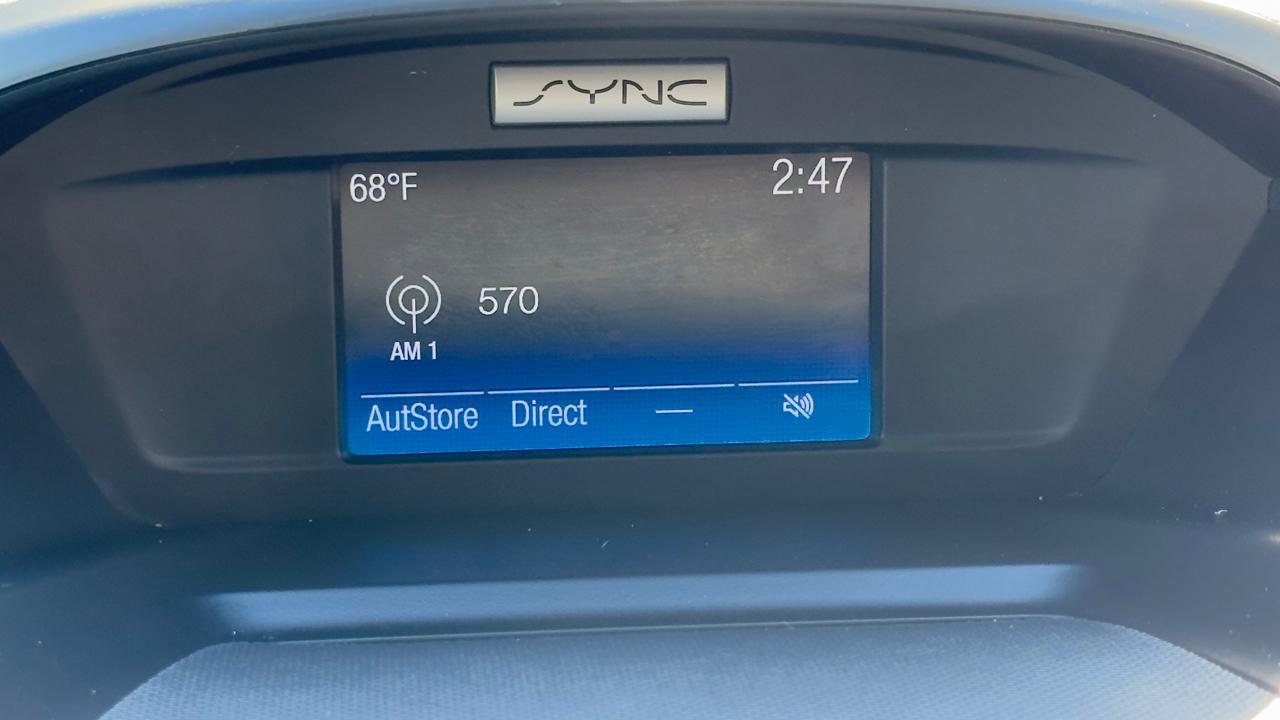 SYNC
68°F 2:47
570
AM 1
AutStore Direct —